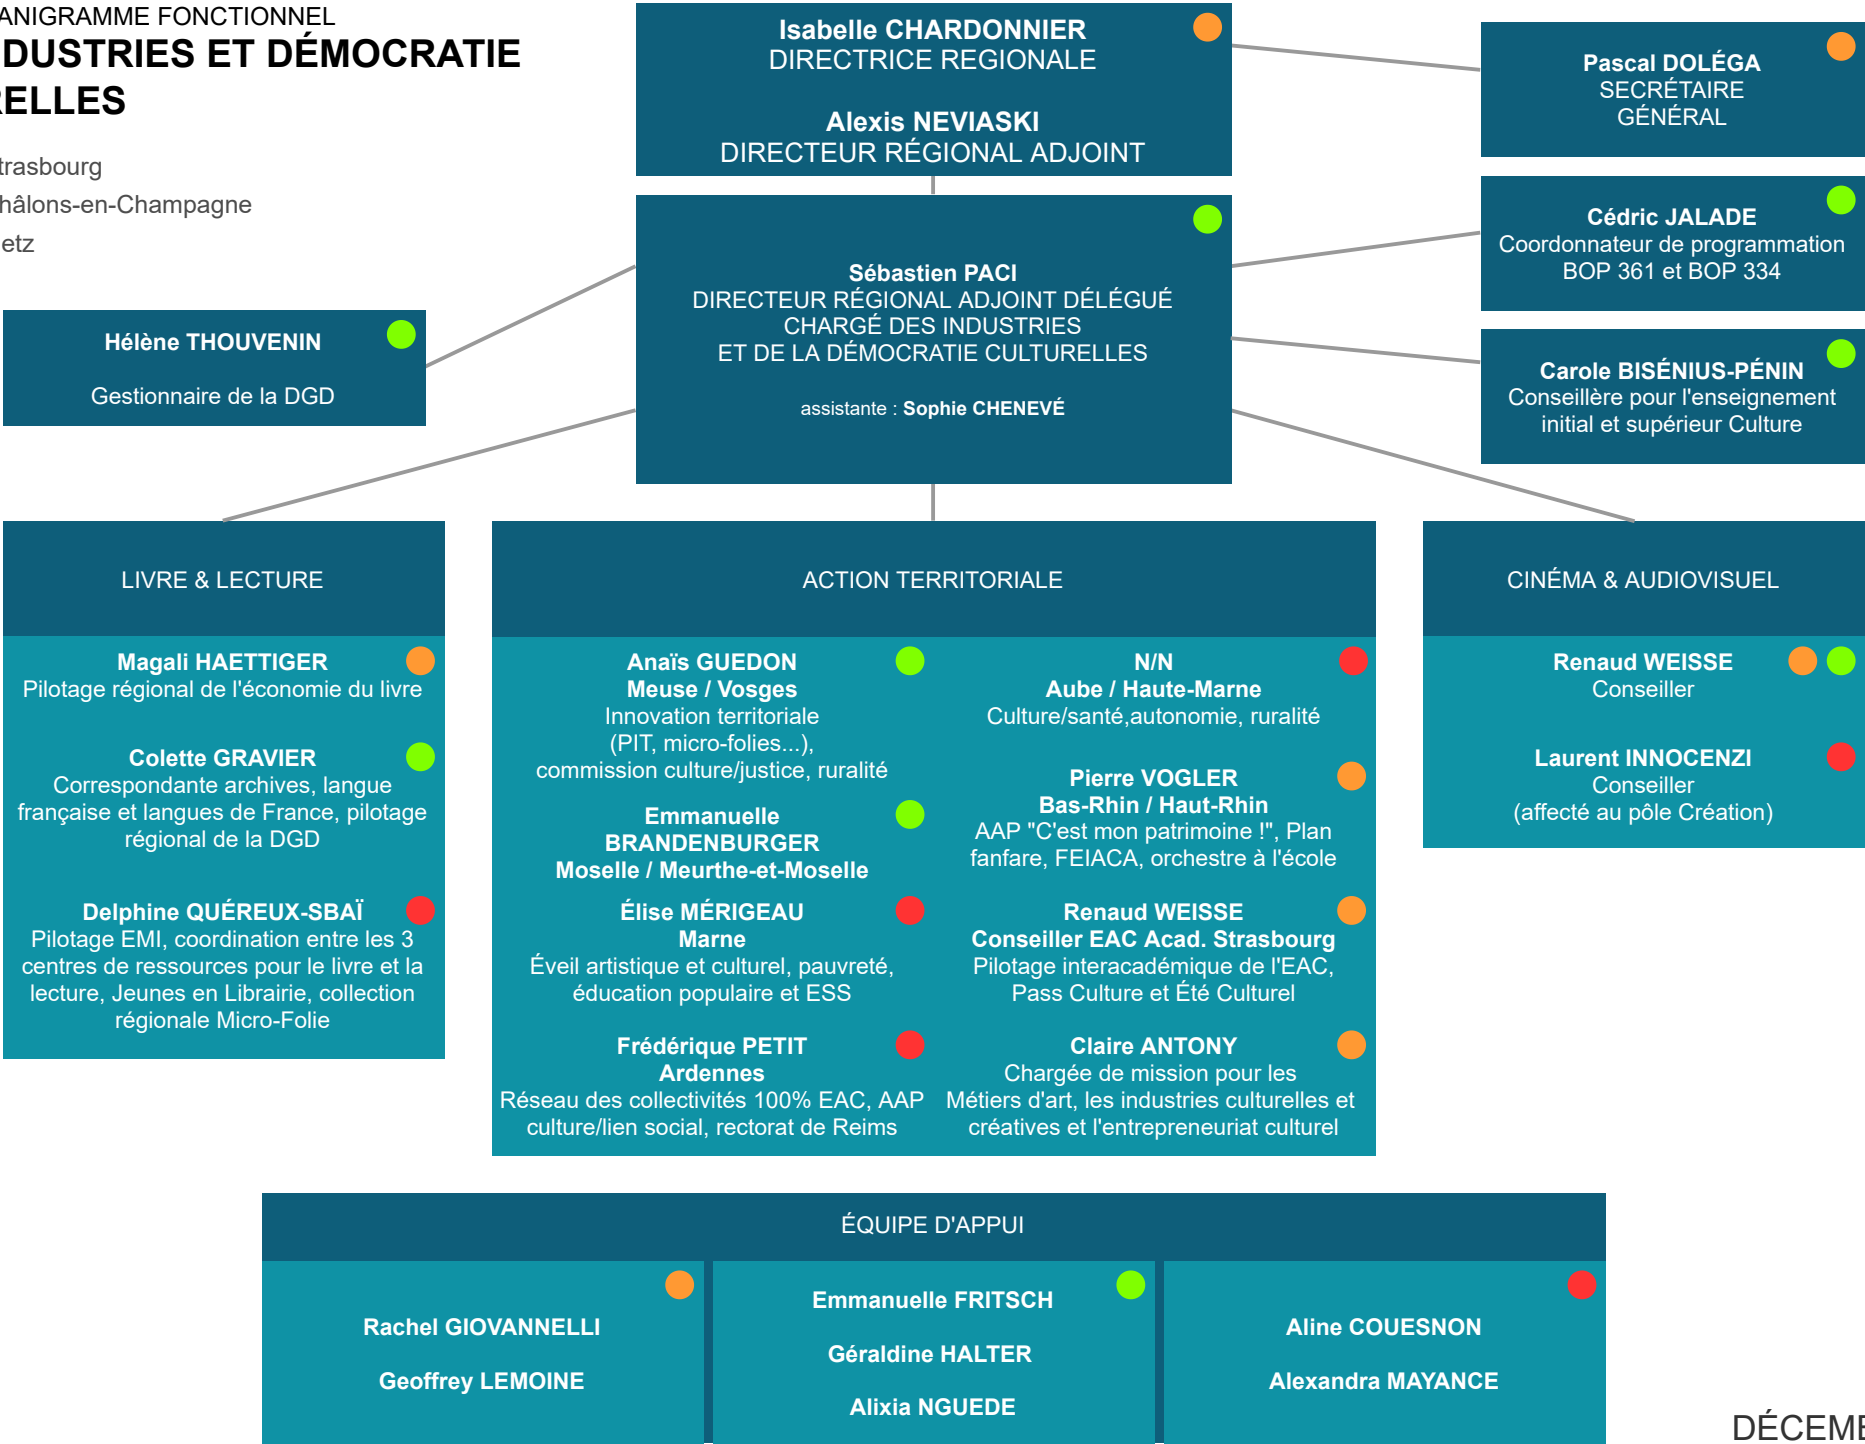 ANIGRAMME FONCTIONNEL
DUSTRIES ET DÉMOCRATIE
RELLES
trasbourg
hâlons-en-Champagne
etz
Isabelle CHARDONNIER
DIRECTRICE REGIONALE
Alexis NEVIASKI
DIRECTEUR RÉGIONAL ADJOINT
Pascal DOLÉGA
SECRÉTAIRE
GÉNÉRAL
Sébastien PACI
DIRECTEUR RÉGIONAL ADJOINT DÉLÉGUÉ
CHARGÉ DES INDUSTRIES
ET DE LA DÉMOCRATIE CULTURELLES
assistante : Sophie CHENEVÉ
Cédric JALADE
Coordonnateur de programmation
BOP 361 et BOP 334
Carole BISÉNIUS-PÉNIN
Conseillère pour l'enseignement
initial et supérieur Culture
Hélène THOUVENIN
Gestionnaire de la DGD
LIVRE & LECTURE
Magali HAETTIGER
Pilotage régional de l'économie du livre
Colette GRAVIER
Correspondante archives, langue
française et langues de France, pilotage
régional de la DGD
Delphine QUÉREUX-SBAÏ
Pilotage EMI, coordination entre les 3
centres de ressources pour le livre et la
lecture, Jeunes en Librairie, collection
régionale Micro-Folie
ACTION TERRITORIALE
Anaïs GUEDON
Meuse / Vosges
Innovation territoriale
(PIT, micro-folies...),
commission culture/justice, ruralité
Emmanuelle
BRANDENBURGER
Moselle / Meurthe-et-Moselle
Élise MÉRIGEAU
Marne
Éveil artistique et culturel, pauvreté,
éducation populaire et ESS
Frédérique PETIT
Ardennes
Réseau des collectivités 100% EAC, AAP
culture/lien social, rectorat de Reims
N/N
Aube / Haute-Marne
Culture/santé,autonomie, ruralité
Pierre VOGLER
Bas-Rhin / Haut-Rhin
AAP "C'est mon patrimoine !", Plan
fanfare, FEIACA, orchestre à l'école
Renaud WEISSE
Conseiller EAC Acad. Strasbourg
Pilotage interacadémique de l'EAC,
Pass Culture et Été Culturel
Claire ANTONY
Chargée de mission pour les
Métiers d'art, les industries culturelles et
créatives et l'entrepreneuriat culturel
CINÉMA & AUDIOVISUEL
Renaud WEISSE
Conseiller
Laurent INNOCENZI
Conseiller
(affecté au pôle Création)
ÉQUIPE D'APPUI
Rachel GIOVANNELLI
Geoffrey LEMOINE
Emmanuelle FRITSCH
Géraldine HALTER
Alixia NGUEDE
Aline COUESNON
Alexandra MAYANCE
DÉCEM